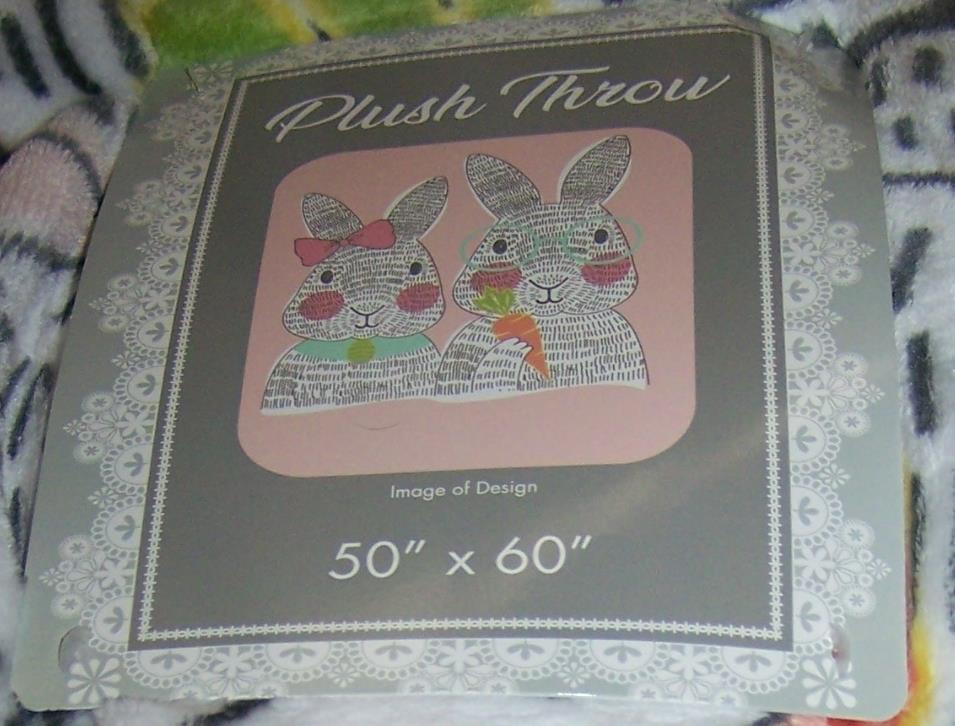 Plush Throw
Image of Design
50" x 60"